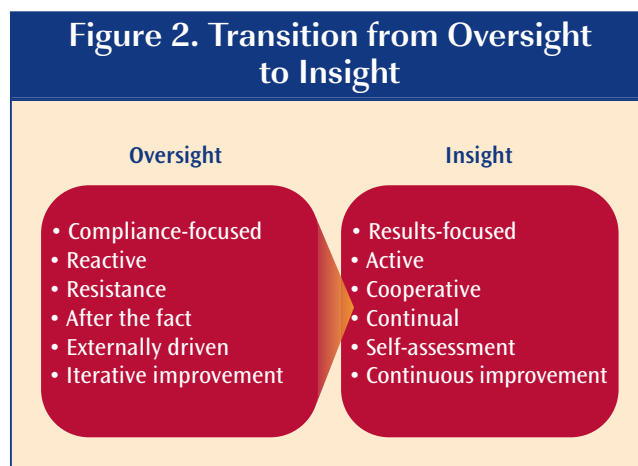 Figure 2. Transition from Oversight
to Insight
Oversight
• Compliance-focused
• Reactive
• Resistance
• After the fact
• Externally driven
• Iterative improvement
Insight
• Results-focused
• Active
• Cooperative
• Continual
• Self-assessment
• Continuous improvement